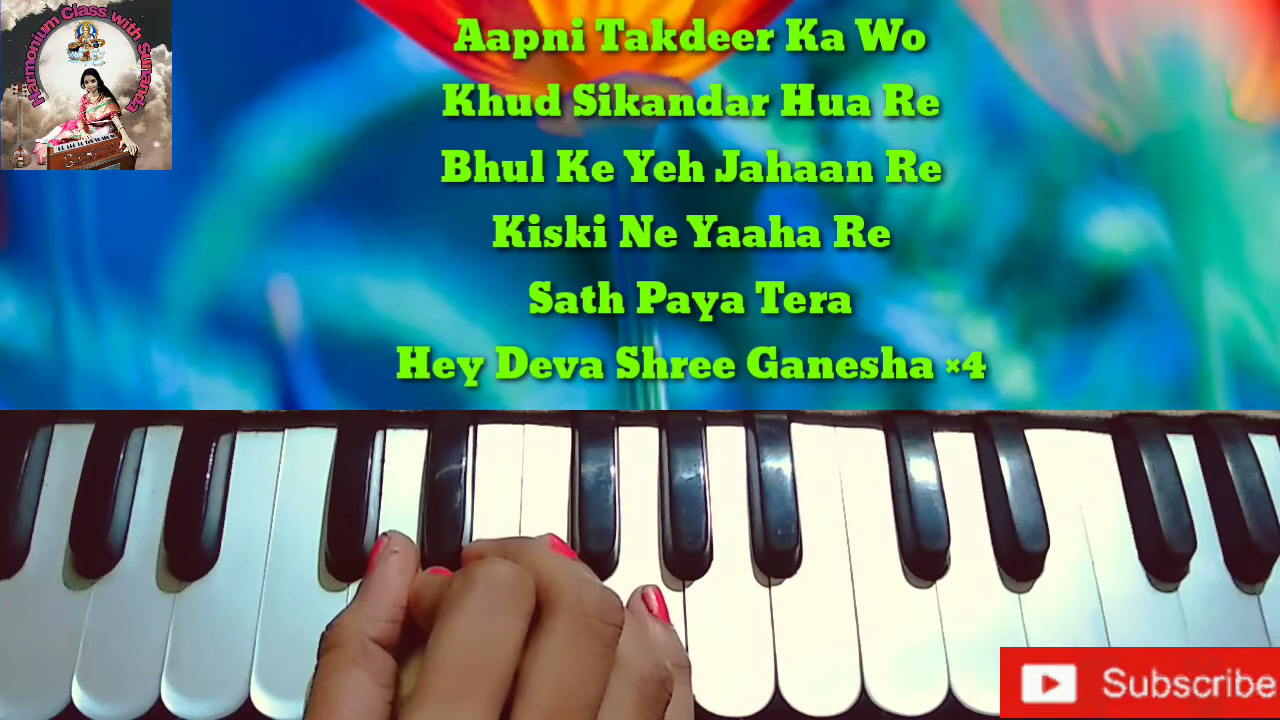 Harmonium Class with Sunanda
Aapni Takdeer Ka Wo
Khud Sikandar Hua Re
Bhul Ke Yeh Jahaan Re
Kiski Ne Yaaha Re
Sath Paya Tera
Hey Deva Shree Ganesha ×4
Subscribe